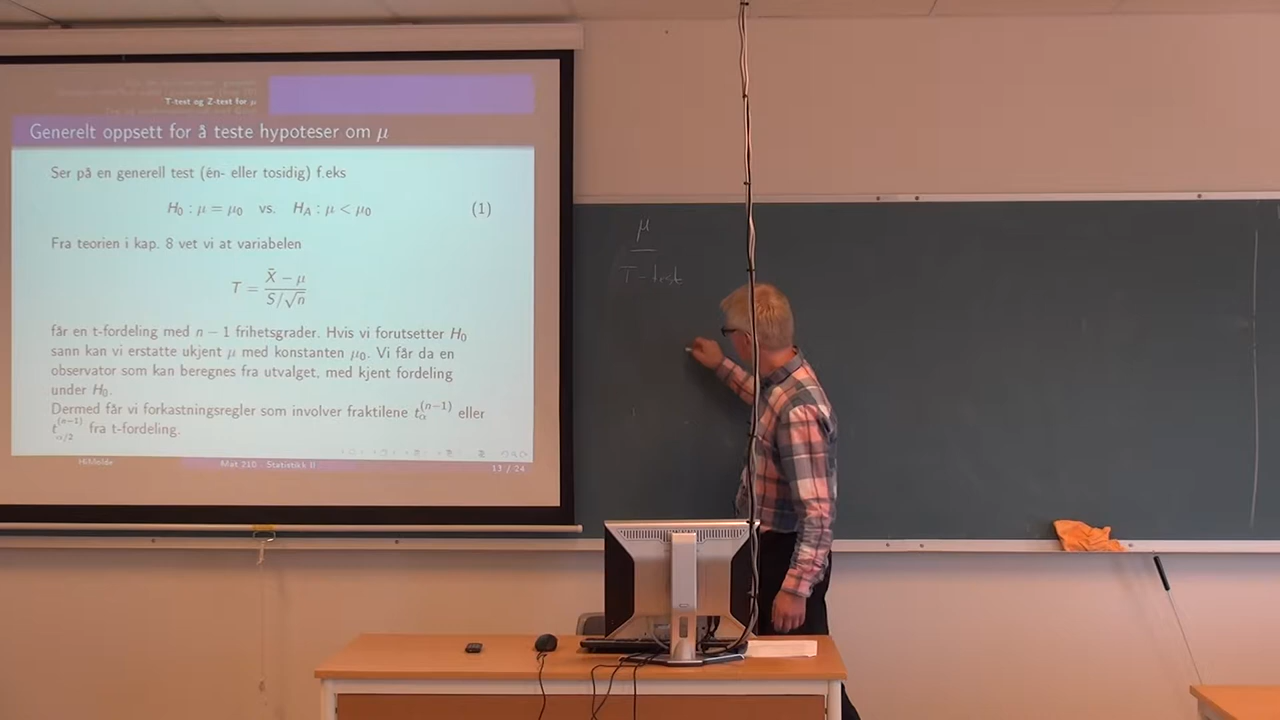 T-test og Z-test for μ
Generelt oppsett for å teste hypoteser om μ
Ser på en generell test (én- eller tosidig) f.eks
H₀ : μ = μ₀ vs. H_A : μ < μ₀ (1)
Fra teorien i kap. 8 vet vi at variabelen
T = (X̄ − μ) / (S/√n)
får en t-fordeling med n − 1 frihetsgrader. Hvis vi forutsetter H₀
sann kan vi erstatte ukjent μ med konstanten μ₀. Vi får da en
observator som kan beregnes fra utvalget, med kjent fordeling
under H₀.
Dermed får vi forkastningsregler som involver fraktilene t_α^(n−1) eller
t_α/2^(n−1) fra t-fordeling.
HiMolde Mat 210 - Statistikk II 13 / 24
μ
T-test